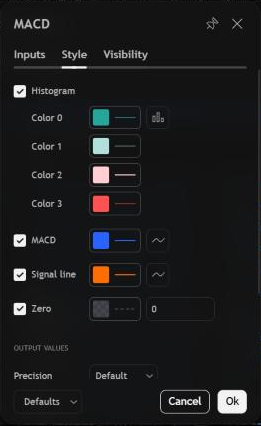 MACD
Inputs Style Visibility
Histogram
Color 0
Color 1
Color 2
Color 3
MACD
Signal line
Zero 0
OUTPUT VALUES
Precision Default
Defaults Cancel Ok